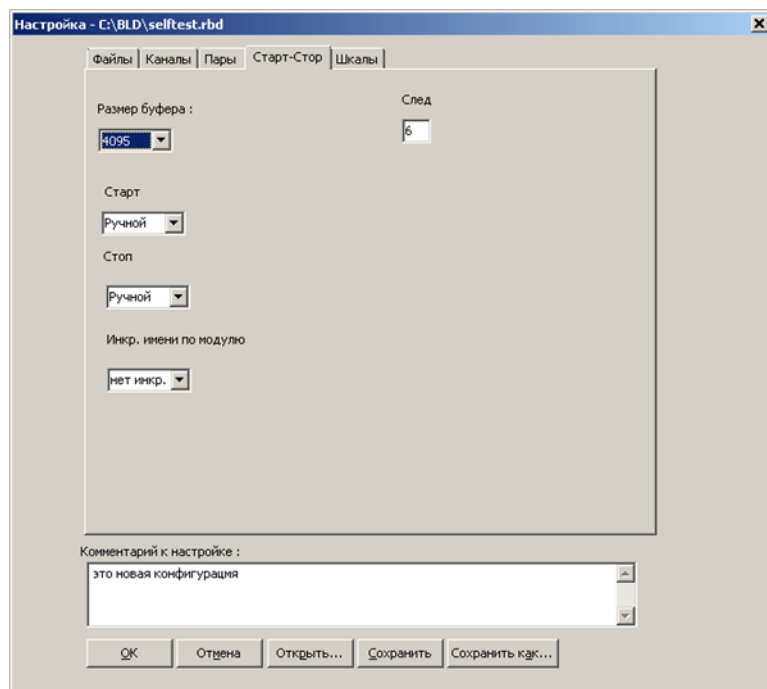 Настройка - C:\BLD\selftest.rbd
Файлы Каналы Пары Старт-Стоп Шкалы
Размер буфера :
След
4095
6
Старт
Ручной
Стоп
Ручной
Инкр. имени по модулю
нет инкр.
Комментарий к настройке :
это новая конфигурация
OK Отмена Открыть... Сохранить Сохранить как...